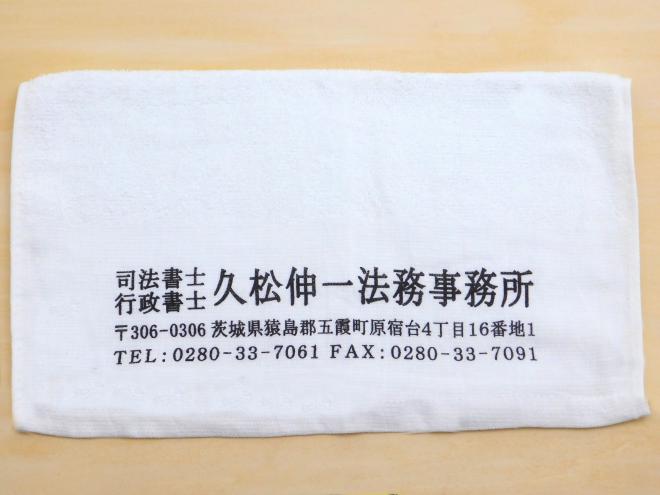 司法書士
行政書士
久松伸一法務事務所
〒306-0306 茨城県猿島郡五霞町原宿台4丁目16番地1
TEL:0280-33-7061 FAX:0280-33-7091